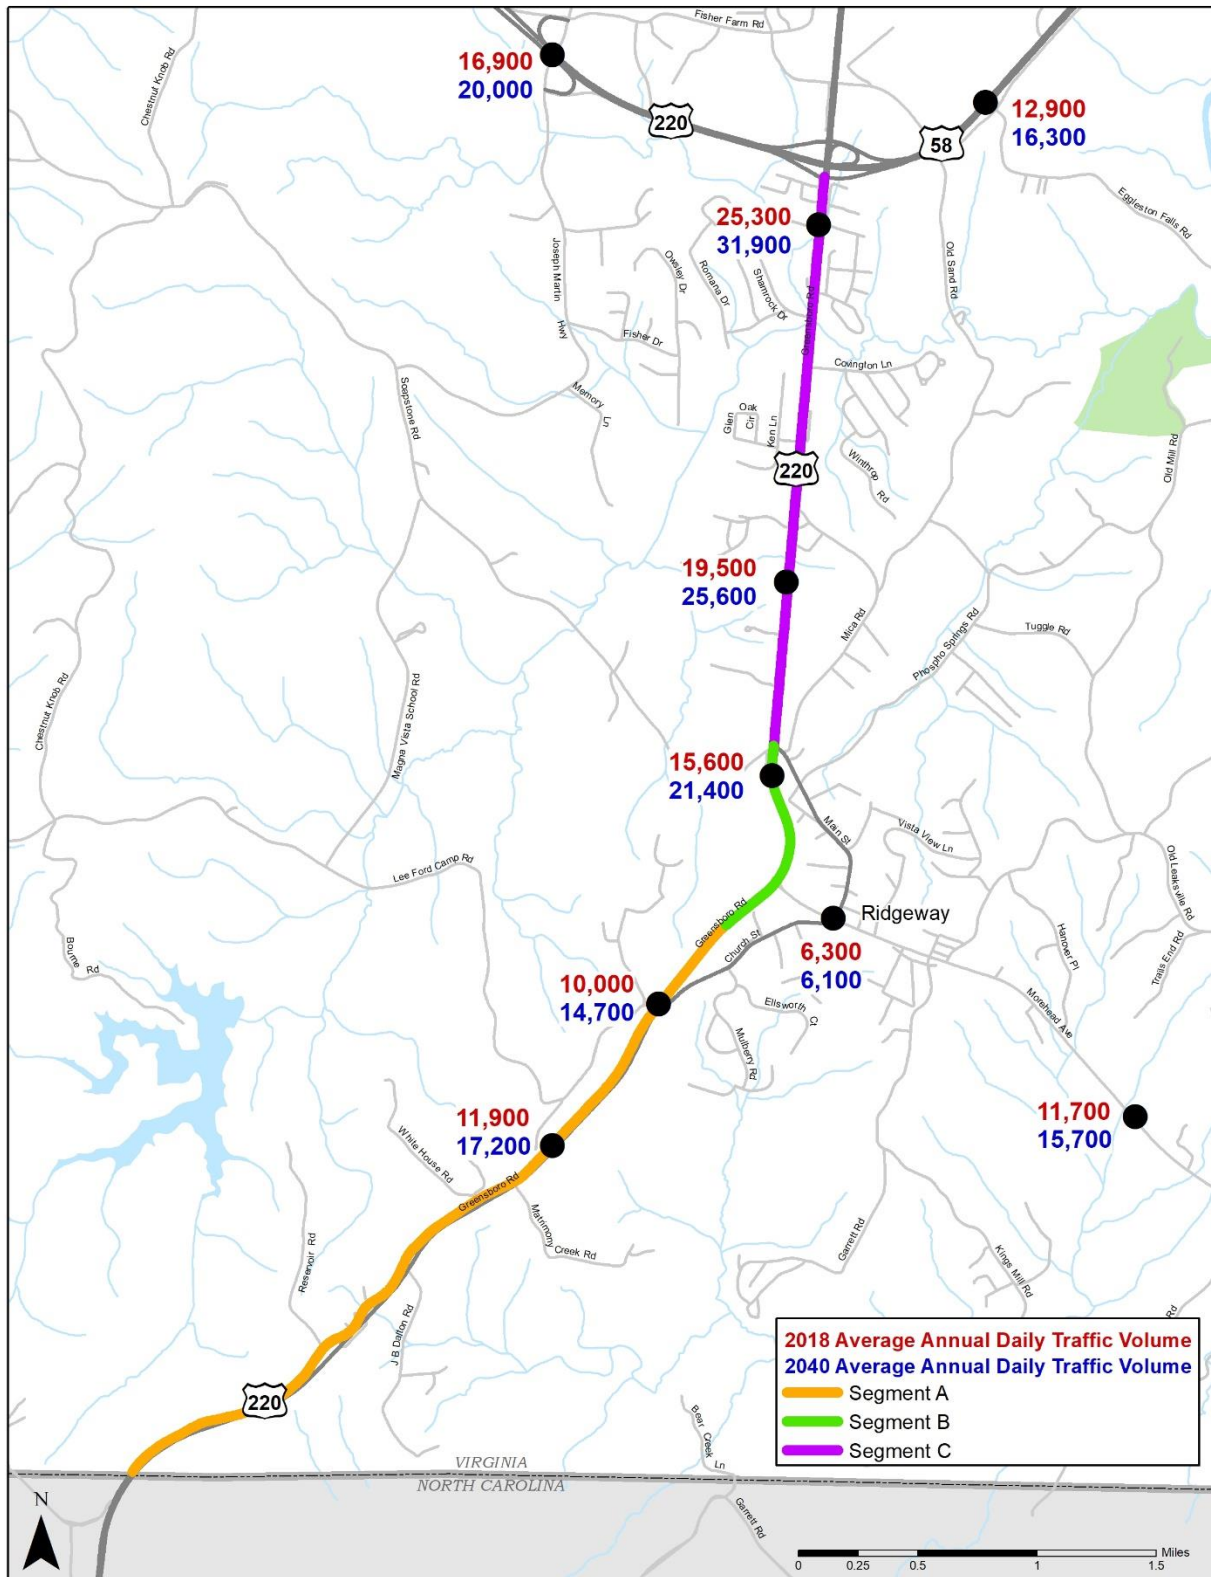 Fisher Farm Rd
Chestnut Knob Rd
16,900
20,000
220
58
12,900
16,300
Eggleston Falls Rd
25,300
31,900
Joseph Martin
Hwy
Owsley Dr
Romana Dr
Shamrock Dr
Greensboro Rd
Old Sand Rd
Fisher Dr
Covington Ln
Soapstone Rd
Memory
Ln
Glen
Oak
Cir
Ken Ln
220
Winthrop
Rd
Old Mill Rd
19,500
25,600
Mica Rd
Phospho Springs Rd
Tuggle Rd
Chestnut Knob Rd
Magna Vista School Rd
15,600
21,400
Main St
Vista View Ln
Lee Ford Camp Rd
Old Leaksville Rd
Greensboro Rd
Church St
Ridgeway
6,300
6,100
Hanover Pl
Trails End Rd
Bourne
Rd
10,000
14,700
Ellsworth
Ct
Mulberry Rd
Morehead Ave
11,900
17,200
11,700
15,700
White House Rd
Greensboro Rd
Matrimony
Creek Rd
Reservoir Rd
Garrett Rd
Kings Mill Rd
Rd
J B Dalton Rd
2018 Average Annual Daily Traffic Volume
2040 Average Annual Daily Traffic Volume
Segment A
Segment B
Segment C
220
Bear Creek
Ln
VIRGINIA
NORTH CAROLINA
Garrett Rd
N
Miles
0 0.25 0.5 1 1.5